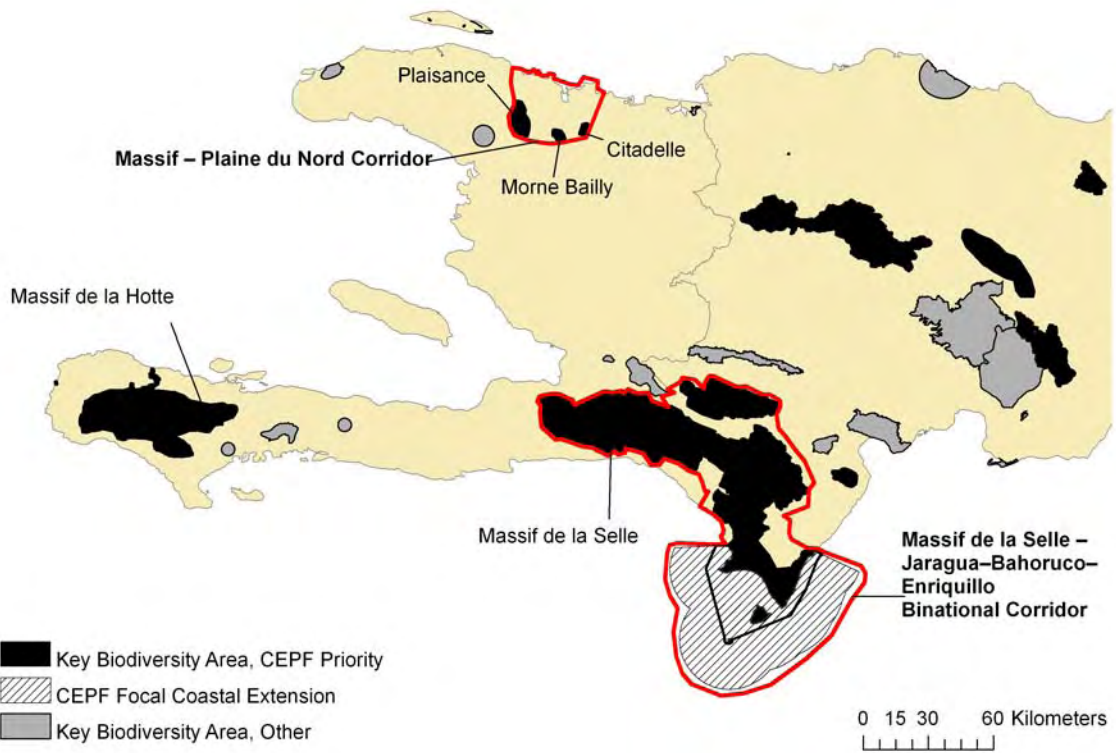 Plaisance
Massif – Plaine du Nord Corridor
Citadelle
Morne Bailly
Massif de la Hotte
Massif de la Selle
Massif de la Selle –
Jaragua–Bahoruco–
Enriquillo
Binational Corridor
Key Biodiversity Area, CEPF Priority
CEPF Focal Coastal Extension
Key Biodiversity Area, Other
0 15 30 60 Kilometers